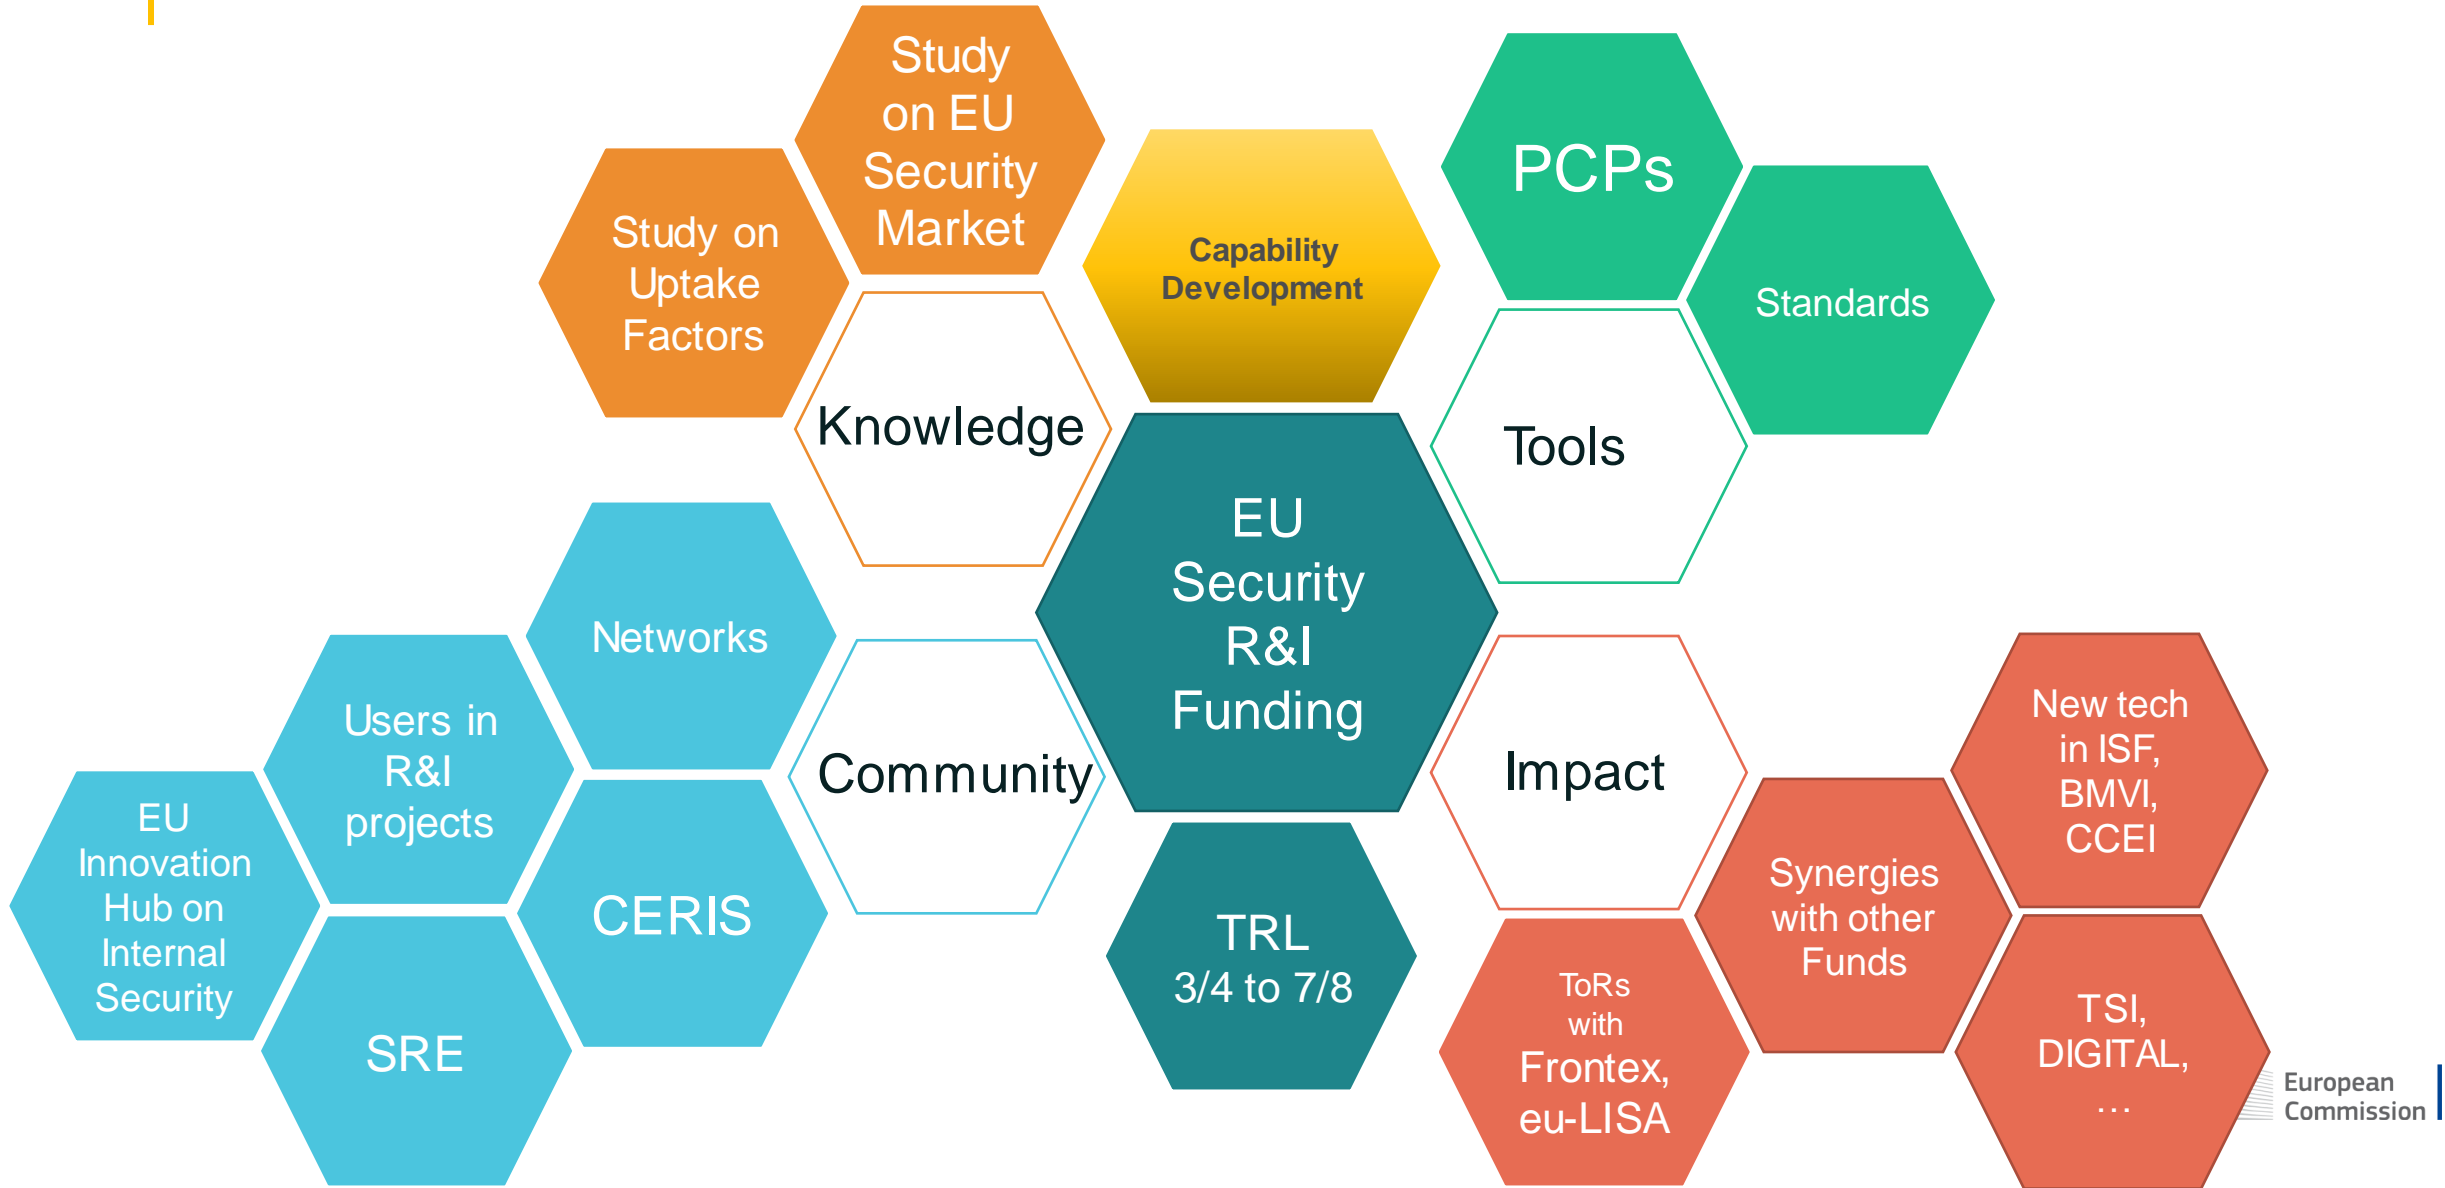 Study
on EU
Security
Market
Study on
Uptake
Factors
Knowledge
Capability
Development
PCPs
Standards
Tools
EU
Security
R&I
Funding
Networks
Users in
R&I
projects
EU
Innovation
Hub on
Internal
Security
CERIS
SRE
Community
TRL
3/4 to 7/8
Impact
ToRs
with
Frontex,
eu-LISA
Synergies
with other
Funds
New tech
in ISF,
BMVI,
CCEI
TSI,
DIGITAL,
...
European
Commission